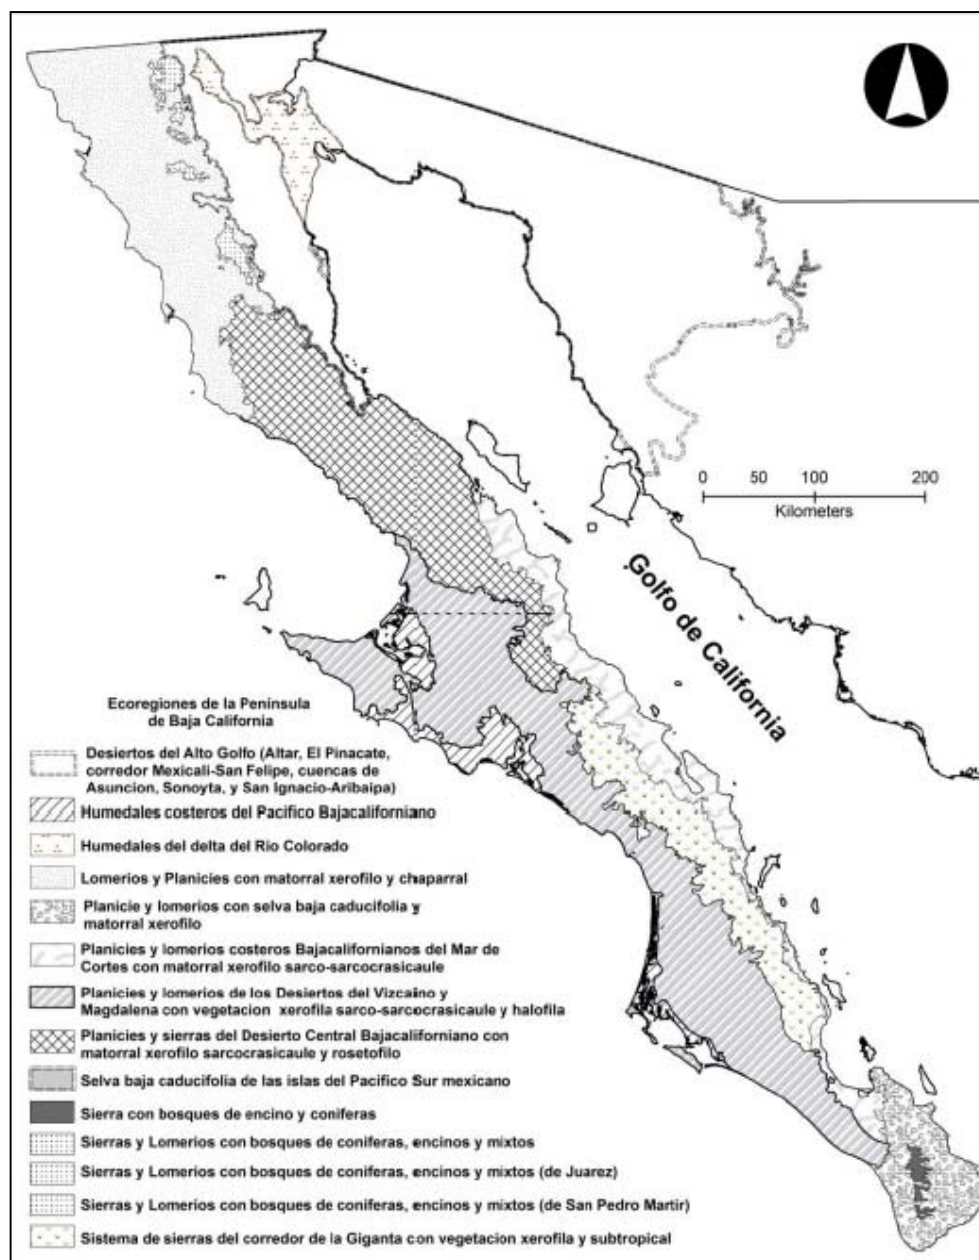 0 50 100 200
Kilometers
Golfo de California
Ecoregiones de la Peninsula
de Baja California
Desiertos del Alto Golfo (Altar, El Pinacate,
corredor Mexicali-San Felipe, cuencas de
Asuncion, Sonoyta, y San Ignacio-Aribaipa)
Humedales costeros del Pacifico Bajacaliforniano
Humedales del delta del Rio Colorado
Lomerios y Planicies con matorral xerofilo y chaparral
Planicie y lomerios con selva baja caducifolia y
matorral xerofilo
Planicies y lomerios costeros Bajacalifornianos del Mar de
Cortes con matorral xerofilo sarco-sarcocrasicaule
Planicies y lomerios de los Desiertos del Vizcaino y
Magdalena con vegetacion xerofila sarco-sarcocrasicaule y halofila
Planicies y sierras del Desierto Central Bajacaliforniano con
matorral xerofilo sarcocrasicaule y rosetofilo
Selva baja caducifolia de las islas del Pacifico Sur mexicano
Sierra con bosques de encino y coniferas
Sierras y Lomerios con bosques de coniferas, encinos y mixtos
Sierras y Lomerios con bosques de coniferas, encinos y mixtos (de Juarez)
Sierras y Lomerios con bosques de coniferas, encinos y mixtos (de San Pedro Martir)
Sistema de sierras del corredor de la Giganta con vegetacion xerofila y subtropical